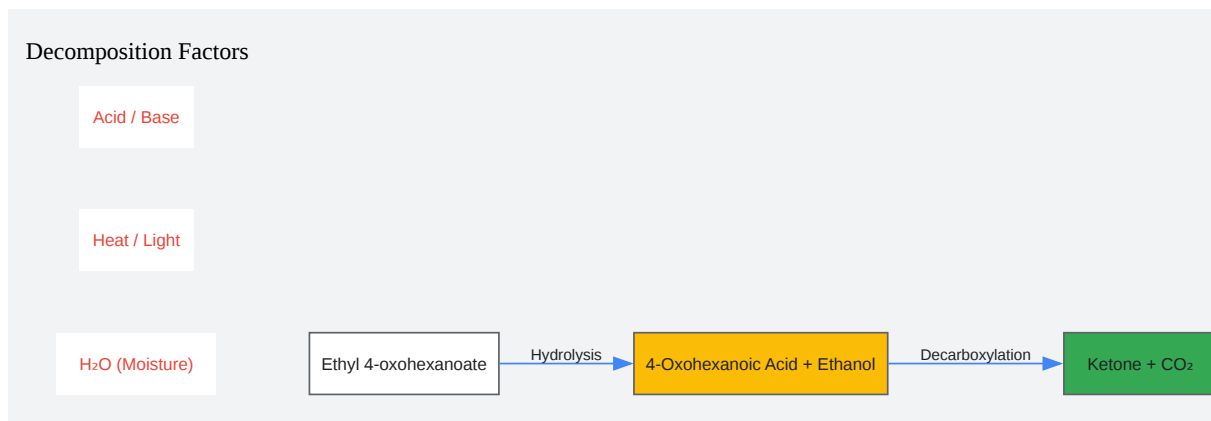 Decomposition Factors
Acid / Base
Heat / Light
H₂O (Moisture)
Ethyl 4-oxohexanoate
Hydrolysis
4-Oxohexanoic Acid + Ethanol
Decarboxylation
Ketone + CO₂